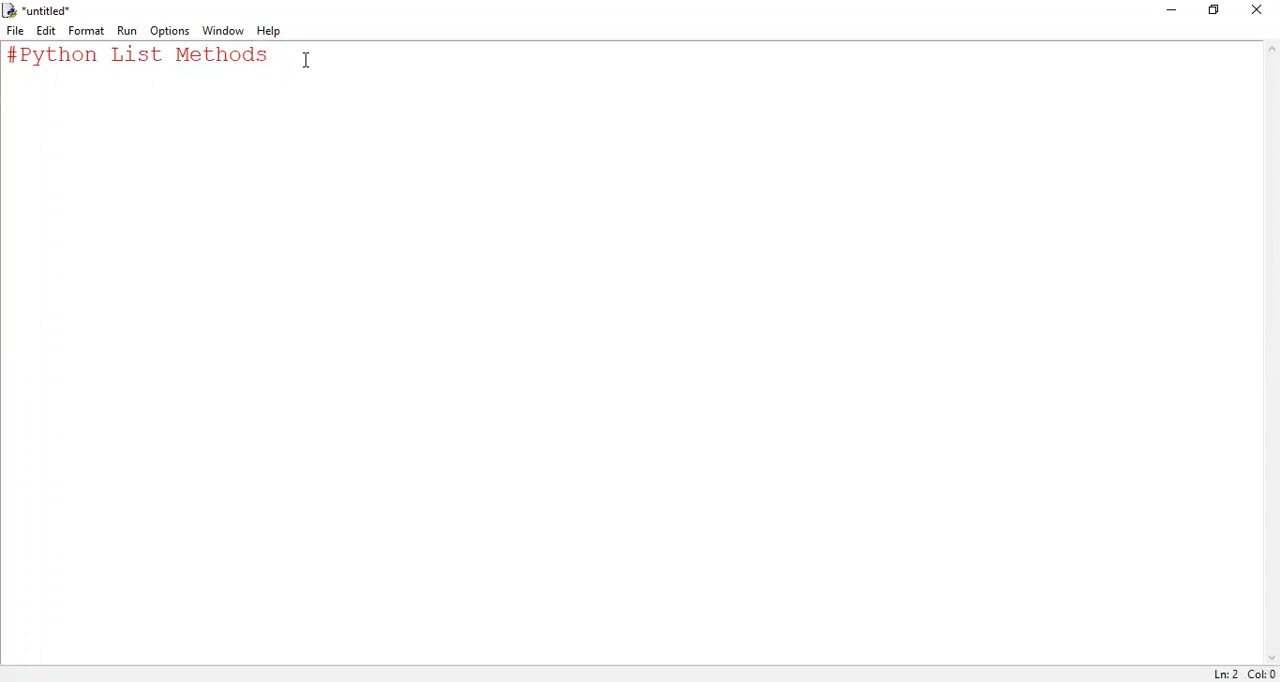 *untitled*
File Edit Format Run Options Window Help
#Python List Methods
Ln: 2 Col: 0